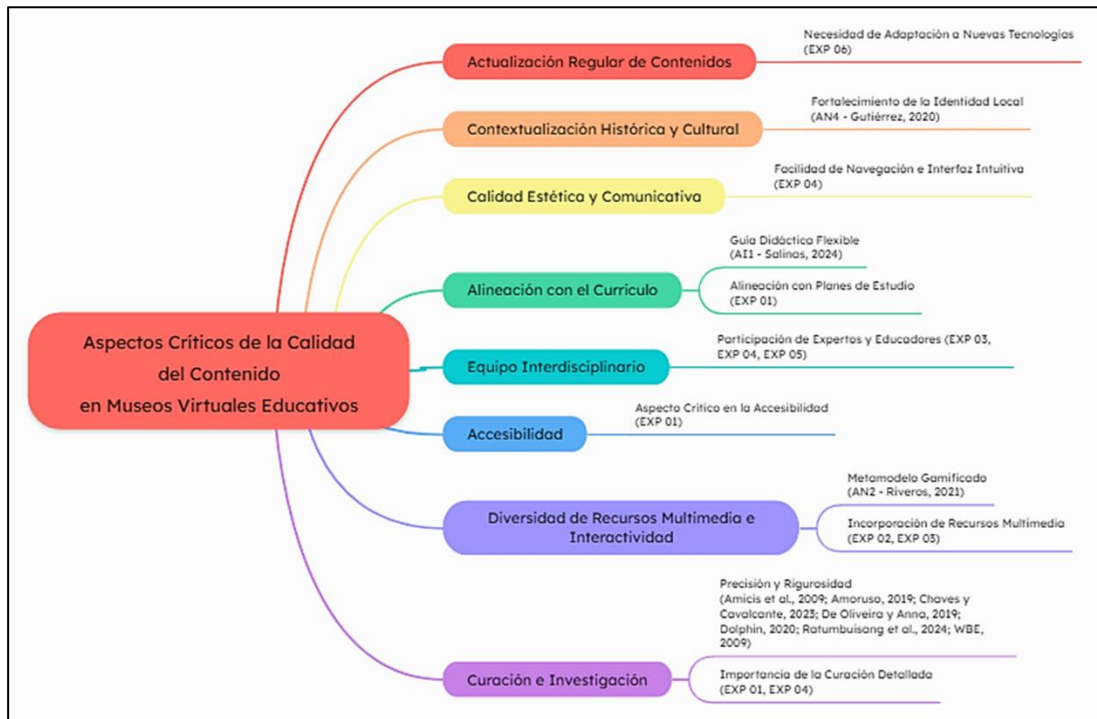 Necesidad de Adaptación a Nuevas Tecnologías
(EXP 06)
Actualización Regular de Contenidos
Fortalecimiento de la Identidad Local
(AN4 - Gutiérrez, 2020)
Contextualización Histórica y Cultural
Facilidad de Navegación e Interfaz Intuitiva
(EXP 04)
Calidad Estética y Comunicativa
Guía Didáctica Flexible
(AI1 - Salinas, 2024)
Alineación con el Currículo
Alineación con Planes de Estudio
(EXP 01)
Aspectos Críticos de la Calidad
del Contenido
en Museos Virtuales Educativos
Participación de Expertos y Educadores (EXP 03,
EXP 04, EXP 05)
Equipo Interdisciplinario
Aspecto Crítico en la Accesibilidad
(EXP 01)
Accesibilidad
Metamodelo Gamificado
(AN2 - Riveros, 2021)
Diversidad de Recursos Multimedia e
Interactividad
Incorporación de Recursos Multimedia
(EXP 02, EXP 03)
Precisión y Rigurosidad
(Amicis et al., 2009; Amoruso, 2019; Chaves y
Cavalcante, 2023; De Oliveira y Anna, 2019;
Dolphin, 2020; Ratumbuisang et al., 2024; WBE,
2009)
Curación e Investigación
Importancia de la Curación Detallada
(EXP 01, EXP 04)